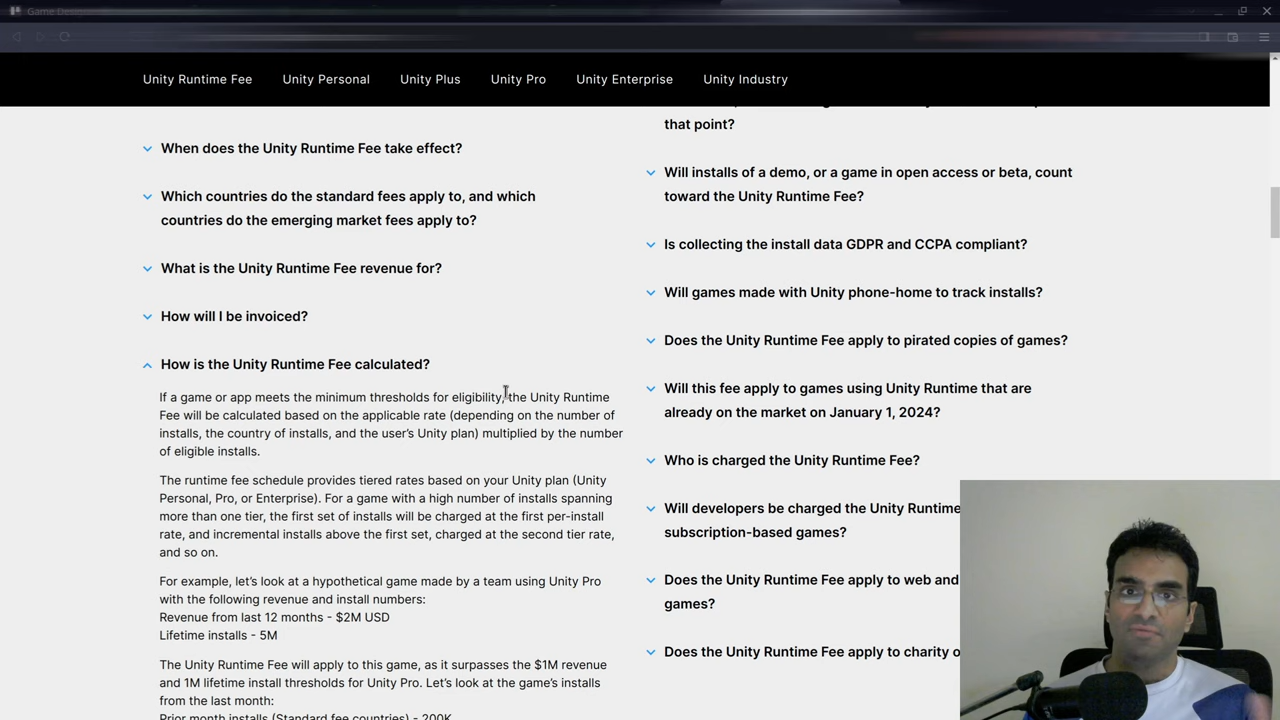 Game Des
Unity Runtime Fee Unity Personal Unity Plus Unity Pro Unity Enterprise Unity Industry
When does the Unity Runtime Fee take effect?
Which countries do the standard fees apply to, and which
countries do the emerging market fees apply to?
What is the Unity Runtime Fee revenue for?
How will I be invoiced?
How is the Unity Runtime Fee calculated?
If a game or app meets the minimum thresholds for eligibility, the Unity Runtime
Fee will be calculated based on the applicable rate (depending on the number of
installs, the country of installs, and the user’s Unity plan) multiplied by the number
of eligible installs.
The runtime fee schedule provides tiered rates based on your Unity plan (Unity
Personal, Pro, or Enterprise). For a game with a high number of installs spanning
more than one tier, the first set of installs will be charged at the first per-install
rate, and incremental installs above the first set, charged at the second tier rate,
and so on.
For example, let’s look at a hypothetical game made by a team using Unity Pro
with the following revenue and install numbers:
Revenue from last 12 months - $2M USD
Lifetime installs - 5M
The Unity Runtime Fee will apply to this game, as it surpasses the $1M revenue
and 1M lifetime install thresholds for Unity Pro. Let’s look at the game’s installs
from the last month:
Prior month installs (Standard fee countries) - 200K
that point?
Will installs of a demo, or a game in open access or beta, count
toward the Unity Runtime Fee?
Is collecting the install data GDPR and CCPA compliant?
Will games made with Unity phone-home to track installs?
Does the Unity Runtime Fee apply to pirated copies of games?
Will this fee apply to games using Unity Runtime that are
already on the market on January 1, 2024?
Who is charged the Unity Runtime Fee?
Will developers be charged the Unity Runtime
subscription-based games?
Does the Unity Runtime Fee apply to web and
games?
Does the Unity Runtime Fee apply to charity o